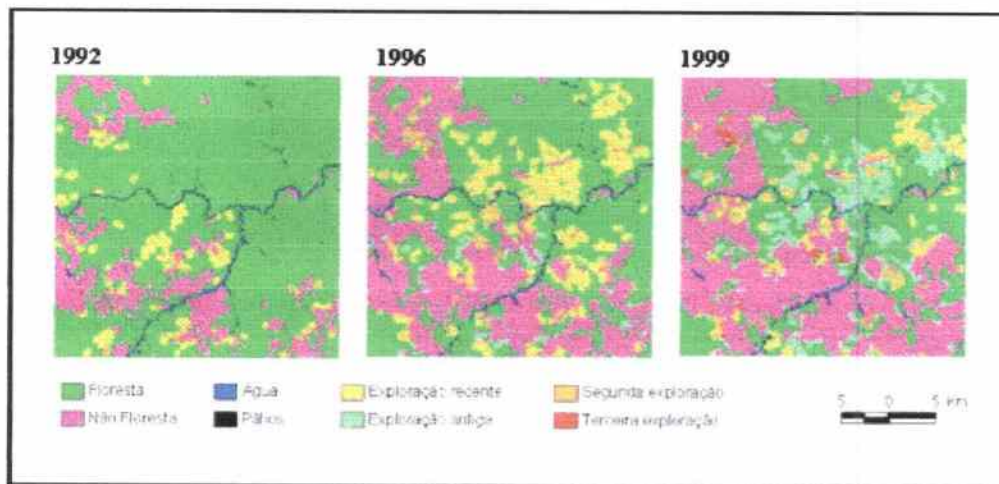 1992 1996 1999
Floresta Água Exploração recente Segunda exploração
Não Floresta Pátios Exploração antiga Terceira exploração
5 0 5 Km